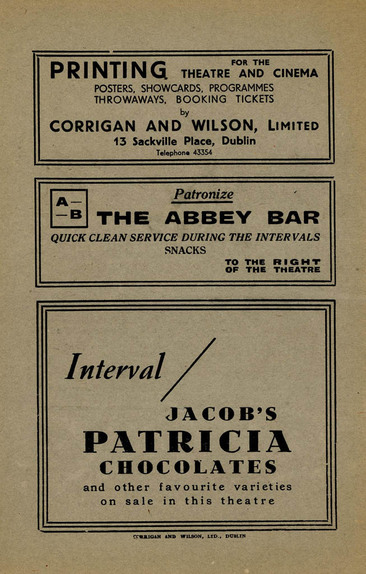 PRINTING FOR THE
THEATRE AND CINEMA
POSTERS, SHOWCARDS, PROGRAMMES
THROWAWAYS, BOOKING TICKETS
by
CORRIGAN AND WILSON, LIMITED
13 Sackville Place, Dublin
Telephone 43354
A—
—B
Patronize
THE ABBEY BAR
QUICK CLEAN SERVICE DURING THE INTERVALS
SNACKS
TO THE RIGHT
OF THE THEATRE
Interval /
JACOB'S
PATRICIA
CHOCOLATES
and other favourite varieties
on sale in this theatre
CORRIGAN AND WILSON, LTD., DUBLIN